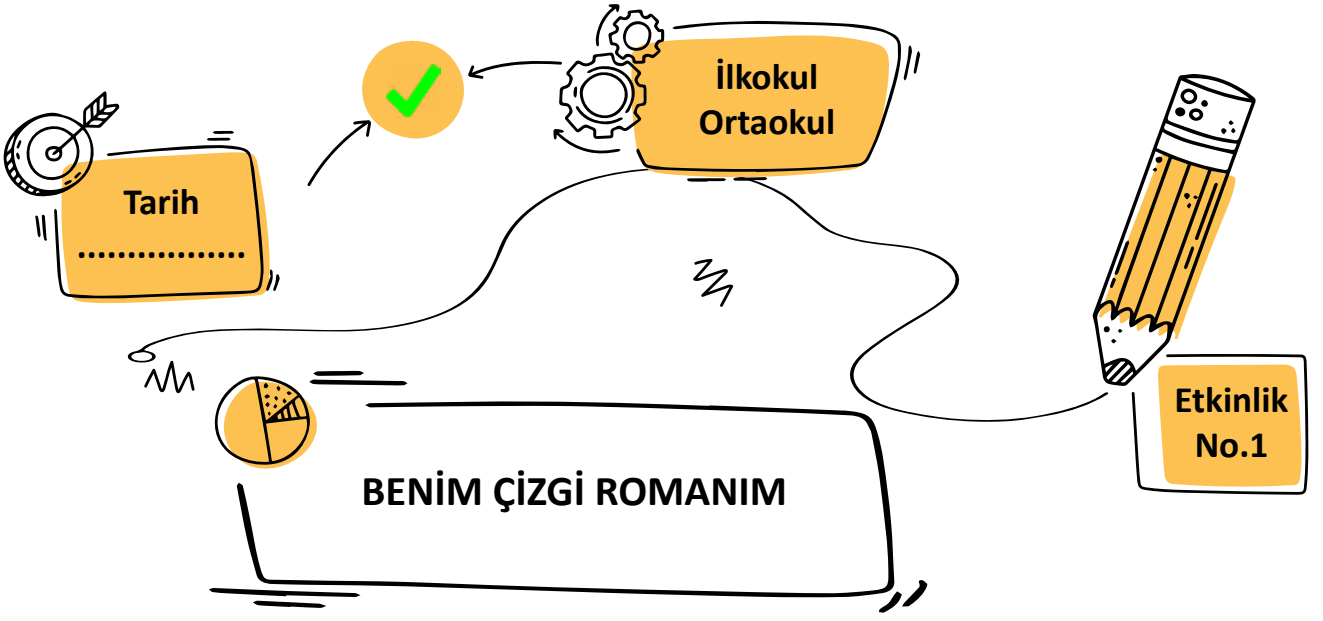 İlkokul
Ortaokul
Tarih
.................
Etkinlik
No.1
BENİM ÇİZGİ ROMANIM